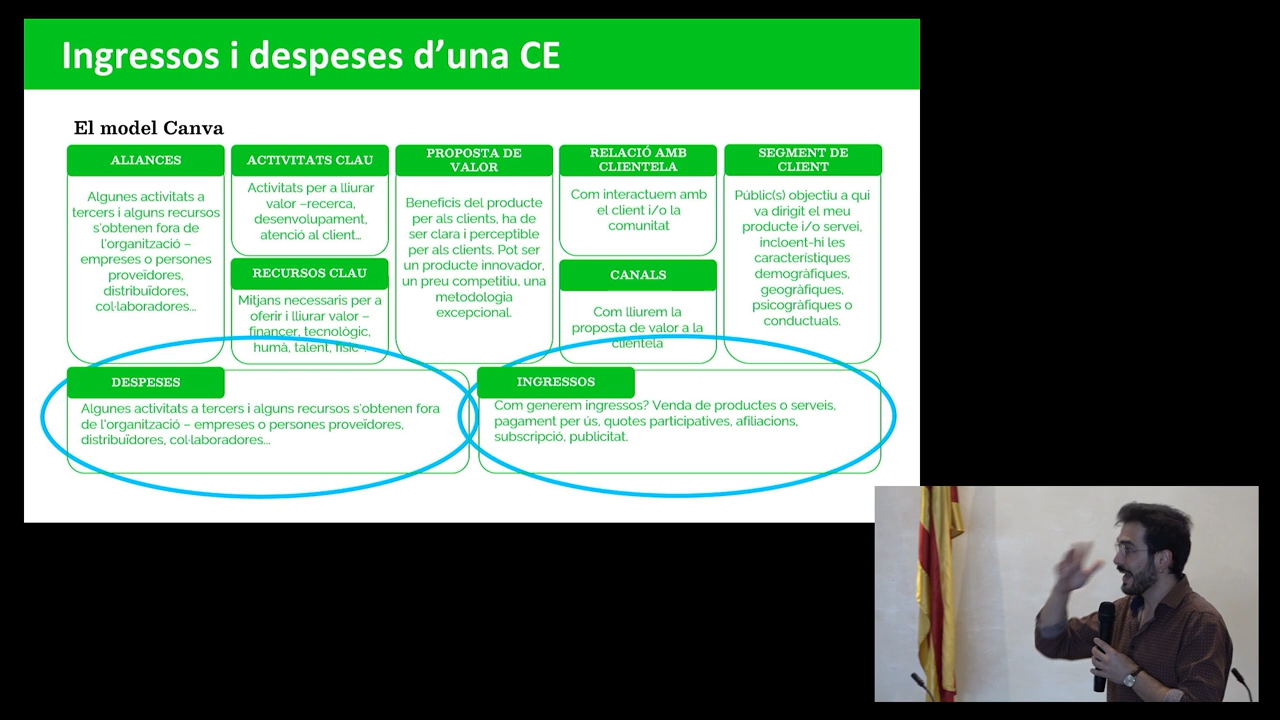 Ingressos i despeses d’una CE
El model Canva
ALIANCES
Algunes activitats a
tercers i alguns recursos
s'obtenen fora de
l'organització –
empreses o persones
proveïdores,
distribuïdores,
col·laboradores...
ACTIVITATS CLAU
Activitats per a lliurar
valor –recerca,
desenvolupament,
atenció al client...
RECURSOS CLAU
Mitjans necessaris per a
oferir i lliurar valor –
financer, tecnològic,
humà, talent, físic...
PROPOSTA DE
VALOR
Beneficis del producte
per als clients, ha de
ser clara i perceptible
per als clients. Pot ser
un producte innovador,
un preu competitiu, una
metodologia
excepcional.
RELACIÓ AMB
CLIENTELA
Com interactuem amb
el client i/o la
comunitat
CANALS
Com lliurem la
proposta de valor a la
clientela
SEGMENT DE
CLIENT
Públic(s) objectiu a qui
va dirigit el meu
producte i/o servei,
incloent-hi les
característiques
demogràfiques,
geogràfiques,
psicogràfiques o
conductuals.
DESPESES
Algunes activitats a tercers i alguns recursos s'obtenen fora
de l'organització – empreses o persones proveïdores,
distribuïdores, col·laboradores...
INGRESSOS
Com generem ingressos? Venda de productes o serveis,
pagament per ús, quotes participatives, afiliacions,
subscripció, publicitat.